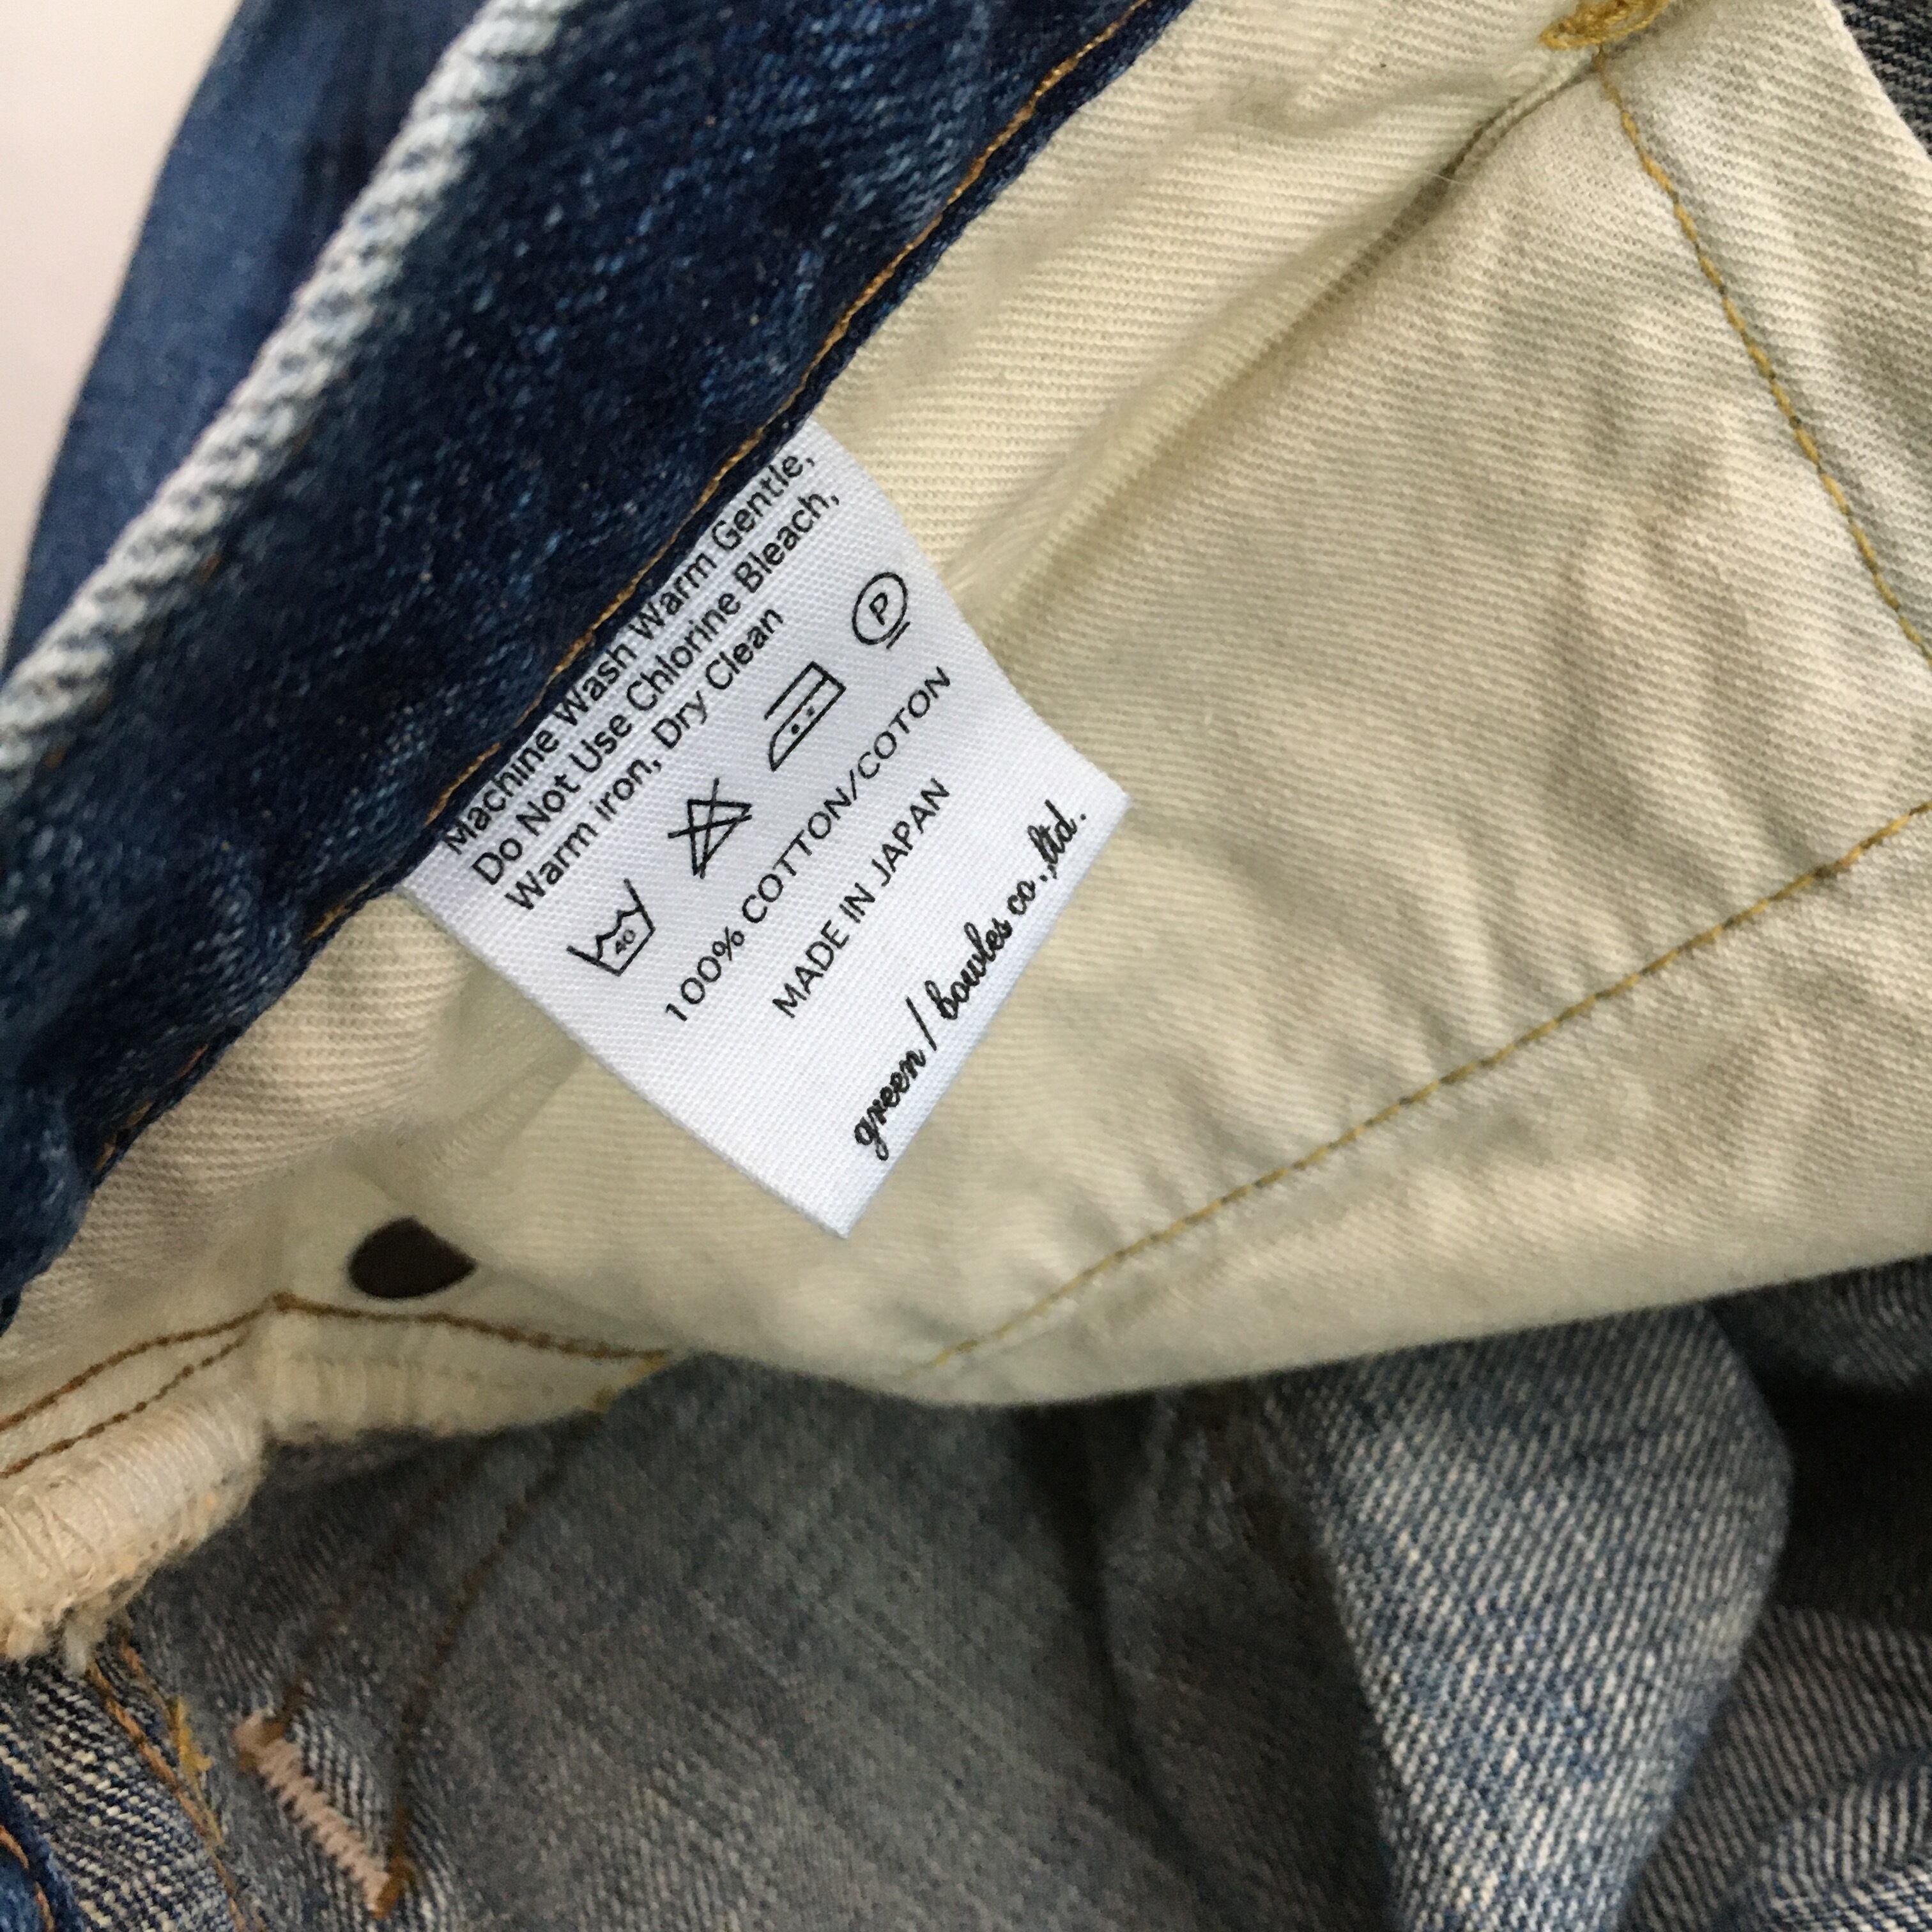 Machine Wash Warm Gentle,
Do Not Use Chlorine Bleach,
Warm iron, Dry Clean
40 P
100% COTTON/COTON
MADE IN JAPAN
green / bowles co.,ltd.